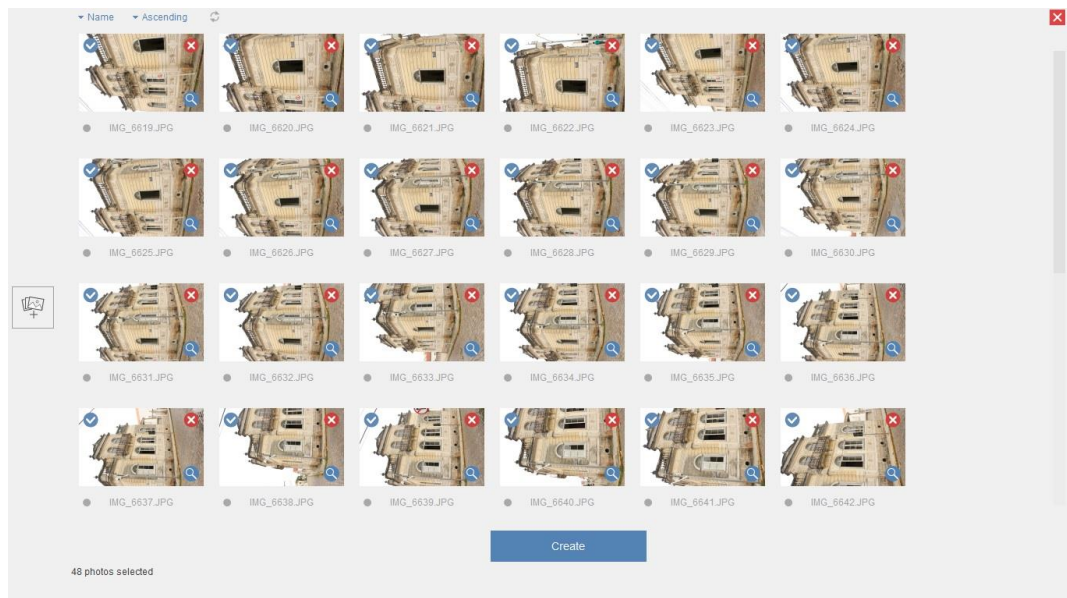 Name Ascending
IMG_6619.JPG IMG_6620.JPG IMG_6621.JPG IMG_6622.JPG IMG_6623.JPG IMG_6624.JPG
IMG_6625.JPG IMG_6626.JPG IMG_6627.JPG IMG_6628.JPG IMG_6629.JPG IMG_6630.JPG
IMG_6631.JPG IMG_6632.JPG IMG_6633.JPG IMG_6634.JPG IMG_6635.JPG IMG_6636.JPG
IMG_6637.JPG IMG_6638.JPG IMG_6639.JPG IMG_6640.JPG IMG_6641.JPG IMG_6642.JPG
Create
48 photos selected